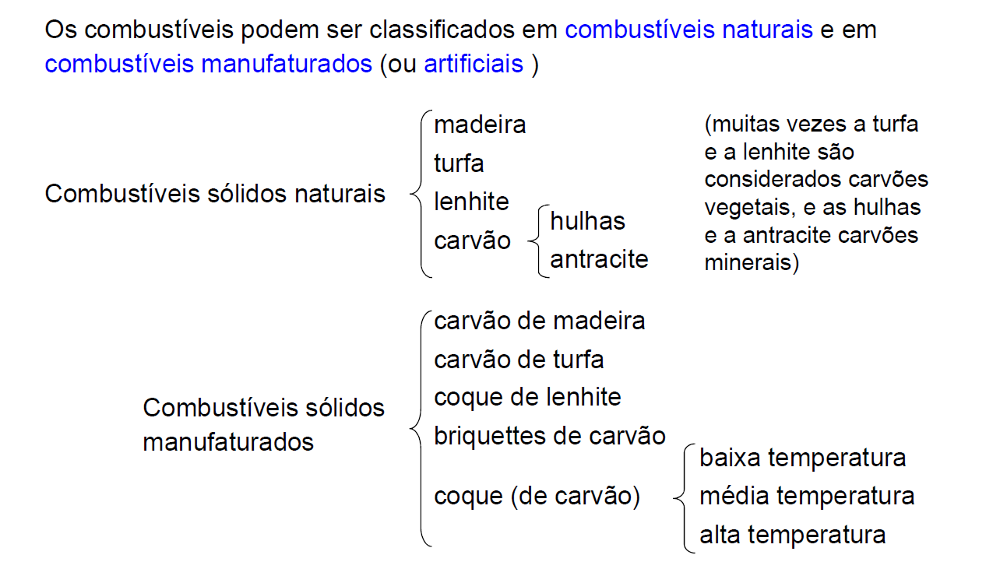 Os combustíveis podem ser classificados em combustíveis naturais e em
combustíveis manufaturados (ou artificiais )
Combustíveis sólidos naturais
madeira
turfa
lenhite
carvão
hulhas
antracite
(muitas vezes a turfa
e a lenhite são
considerados carvões
vegetais, e as hulhas
e a antracite carvões
minerais)
Combustíveis sólidos
manufaturados
carvão de madeira
carvão de turfa
coque de lenhite
briquettes de carvão
coque (de carvão)
baixa temperatura
média temperatura
alta temperatura